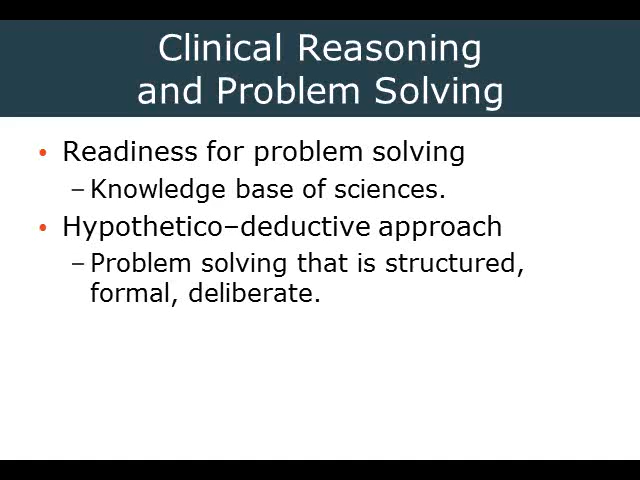 Clinical Reasoning
and Problem Solving
• Readiness for problem solving
– Knowledge base of sciences.
• Hypothetico–deductive approach
– Problem solving that is structured,
formal, deliberate.